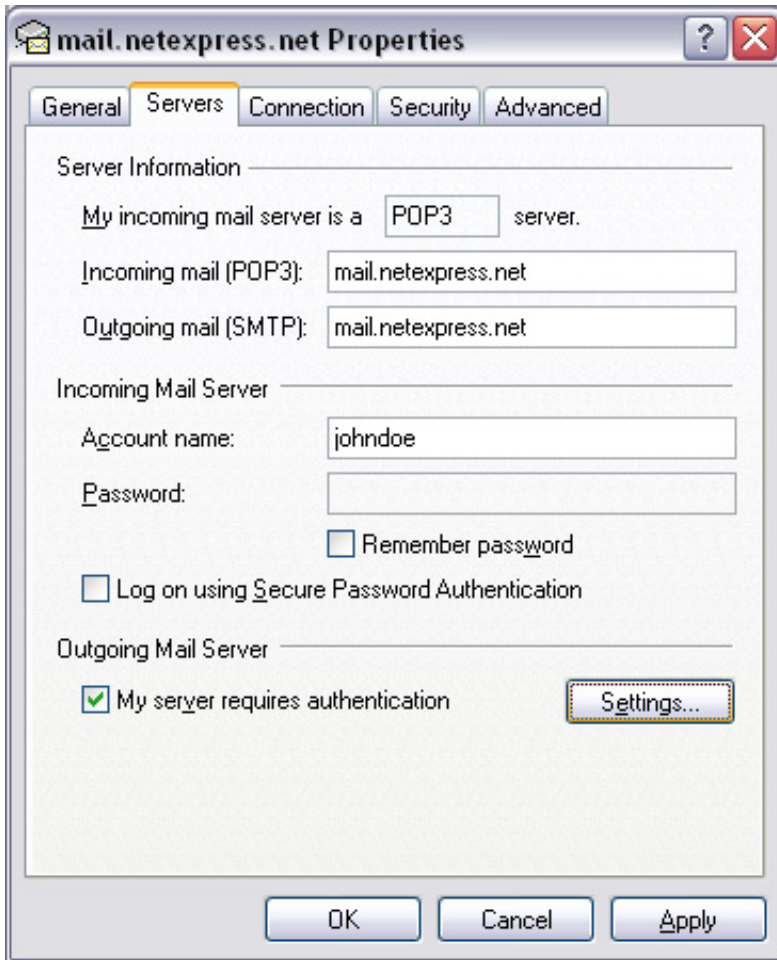 mail.netexpress.net Properties
?
General Servers Connection Security Advanced
Server Information
My incoming mail server is a POP3 server.
Incoming mail (POP3): mail.netexpress.net
Outgoing mail (SMTP): mail.netexpress.net
Incoming Mail Server
Account name: johndoe
Password:
Remember password
Log on using Secure Password Authentication
Outgoing Mail Server
My server requires authentication Settings...
OK Cancel Apply